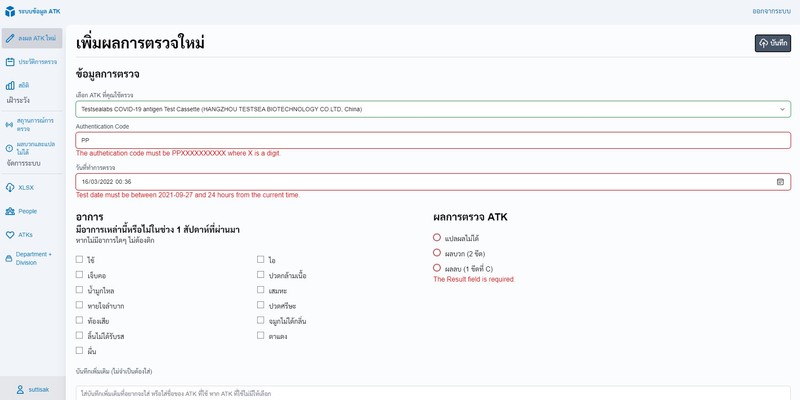 ระบบข้อมูล ATK
ออกจากระบบ
ลงผล ATK ใหม่
ประวัติการตรวจ
สถิติ
เฝ้าระวัง
สถานการณ์การ
ตรวจ
ผลบวกและแปล
ไม่ได้
จัดการระบบ
XLSX
People
ATKs
Department +
Division
suttisak
เพิ่มผลการตรวจใหม่
บันทึก
ข้อมูลการตรวจ
เลือก ATK ที่คุณใช้ตรวจ
Testsealabs COVID-19 antigen Test Cassette (HANGZHOU TESTSEA BIOTECHNOLOGY CO.LTD, China)
Authentication Code
PP
The authetication code must be PPXXXXXXXXXX where X is a digit
วันที่ทำการตรวจ
16/03/2022 00:36
Test date must be between 2021-09-27 and 24 hours from the current time.
อาการ
มีอาการเหล่านี้หรือไม่ในช่วง 1 สัปดาห์ที่ผ่านมา
หากไม่มีอาการใดๆ ไม่ต้องติก
ไข้
ไอ
เจ็บคอ
ปวดกล้ามเนื้อ
น้ำมูกไหล
เสมหะ
หายใจลำบาก
ปวดศรีษะ
ท้องเสีย
จมูกไม่ได้กลิ่น
ลิ้นไม่ได้รับรส
ตาแดง
ผื่น
ผลการตรวจ ATK
แปลผลไม่ได้
ผลบวก (2 ขีด)
ผลลบ (1 ขีดที่ C)
The Result field is required
บันทึกเพิ่มเติม (ไม่จำเป็นต้องใส่)
ใส่บันทึกเพิ่มเติมที่อยากจะใส่ หรือใส่ชื่อของ ATK ที่ใช้ หาก ATK ที่ใช้ไม่มีให้เลือก